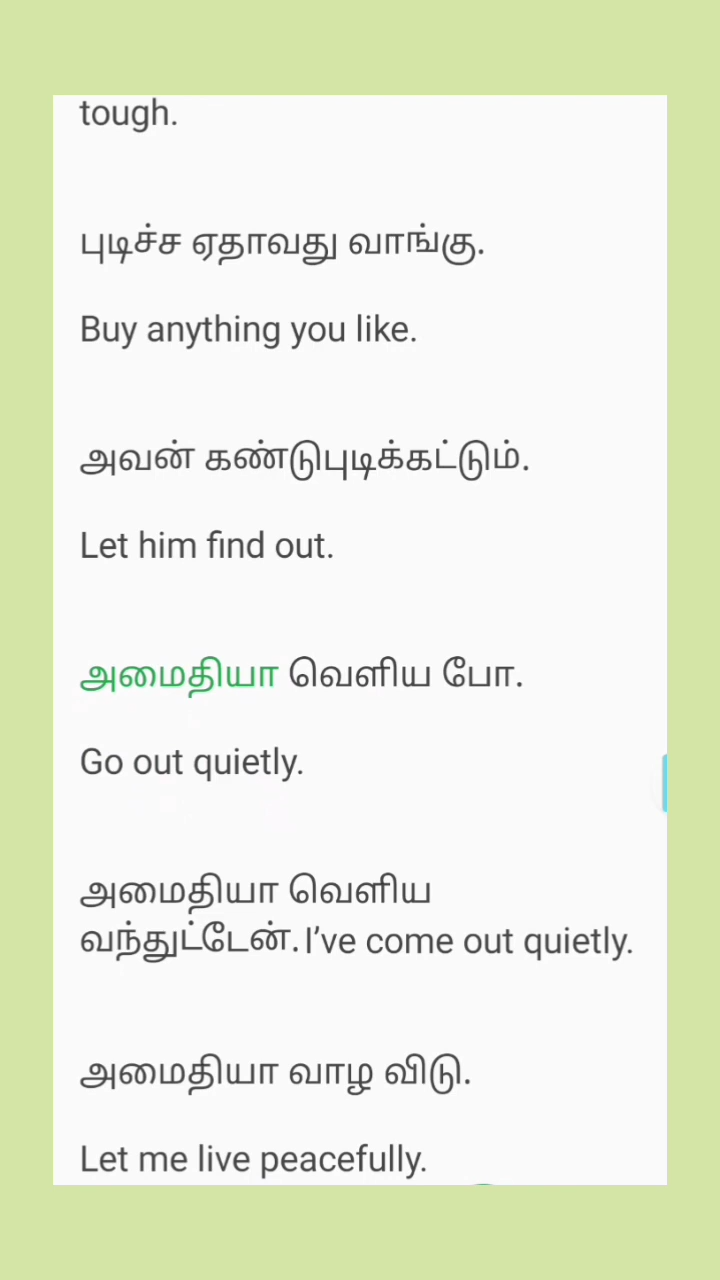 tough.
புடிச்ச ஏதாவது வாங்கு.
Buy anything you like.
அவன் கண்டுபுடிக்கட்டும்.
Let him find out.
அமைதியா வெளிய போ.
Go out quietly.
அமைதியா வெளிய
வந்துட்டேன்.I’ve come out quietly.
அமைதியா வாழ விடு.
Let me live peacefully.